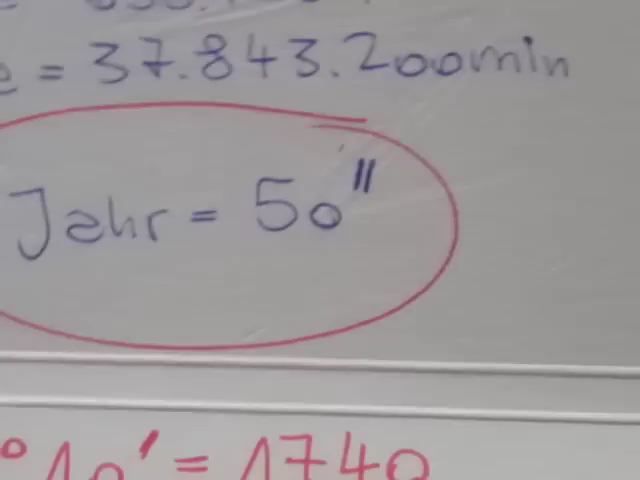 = 37.843.200min
Jahr = 50"
° 10' = 1740